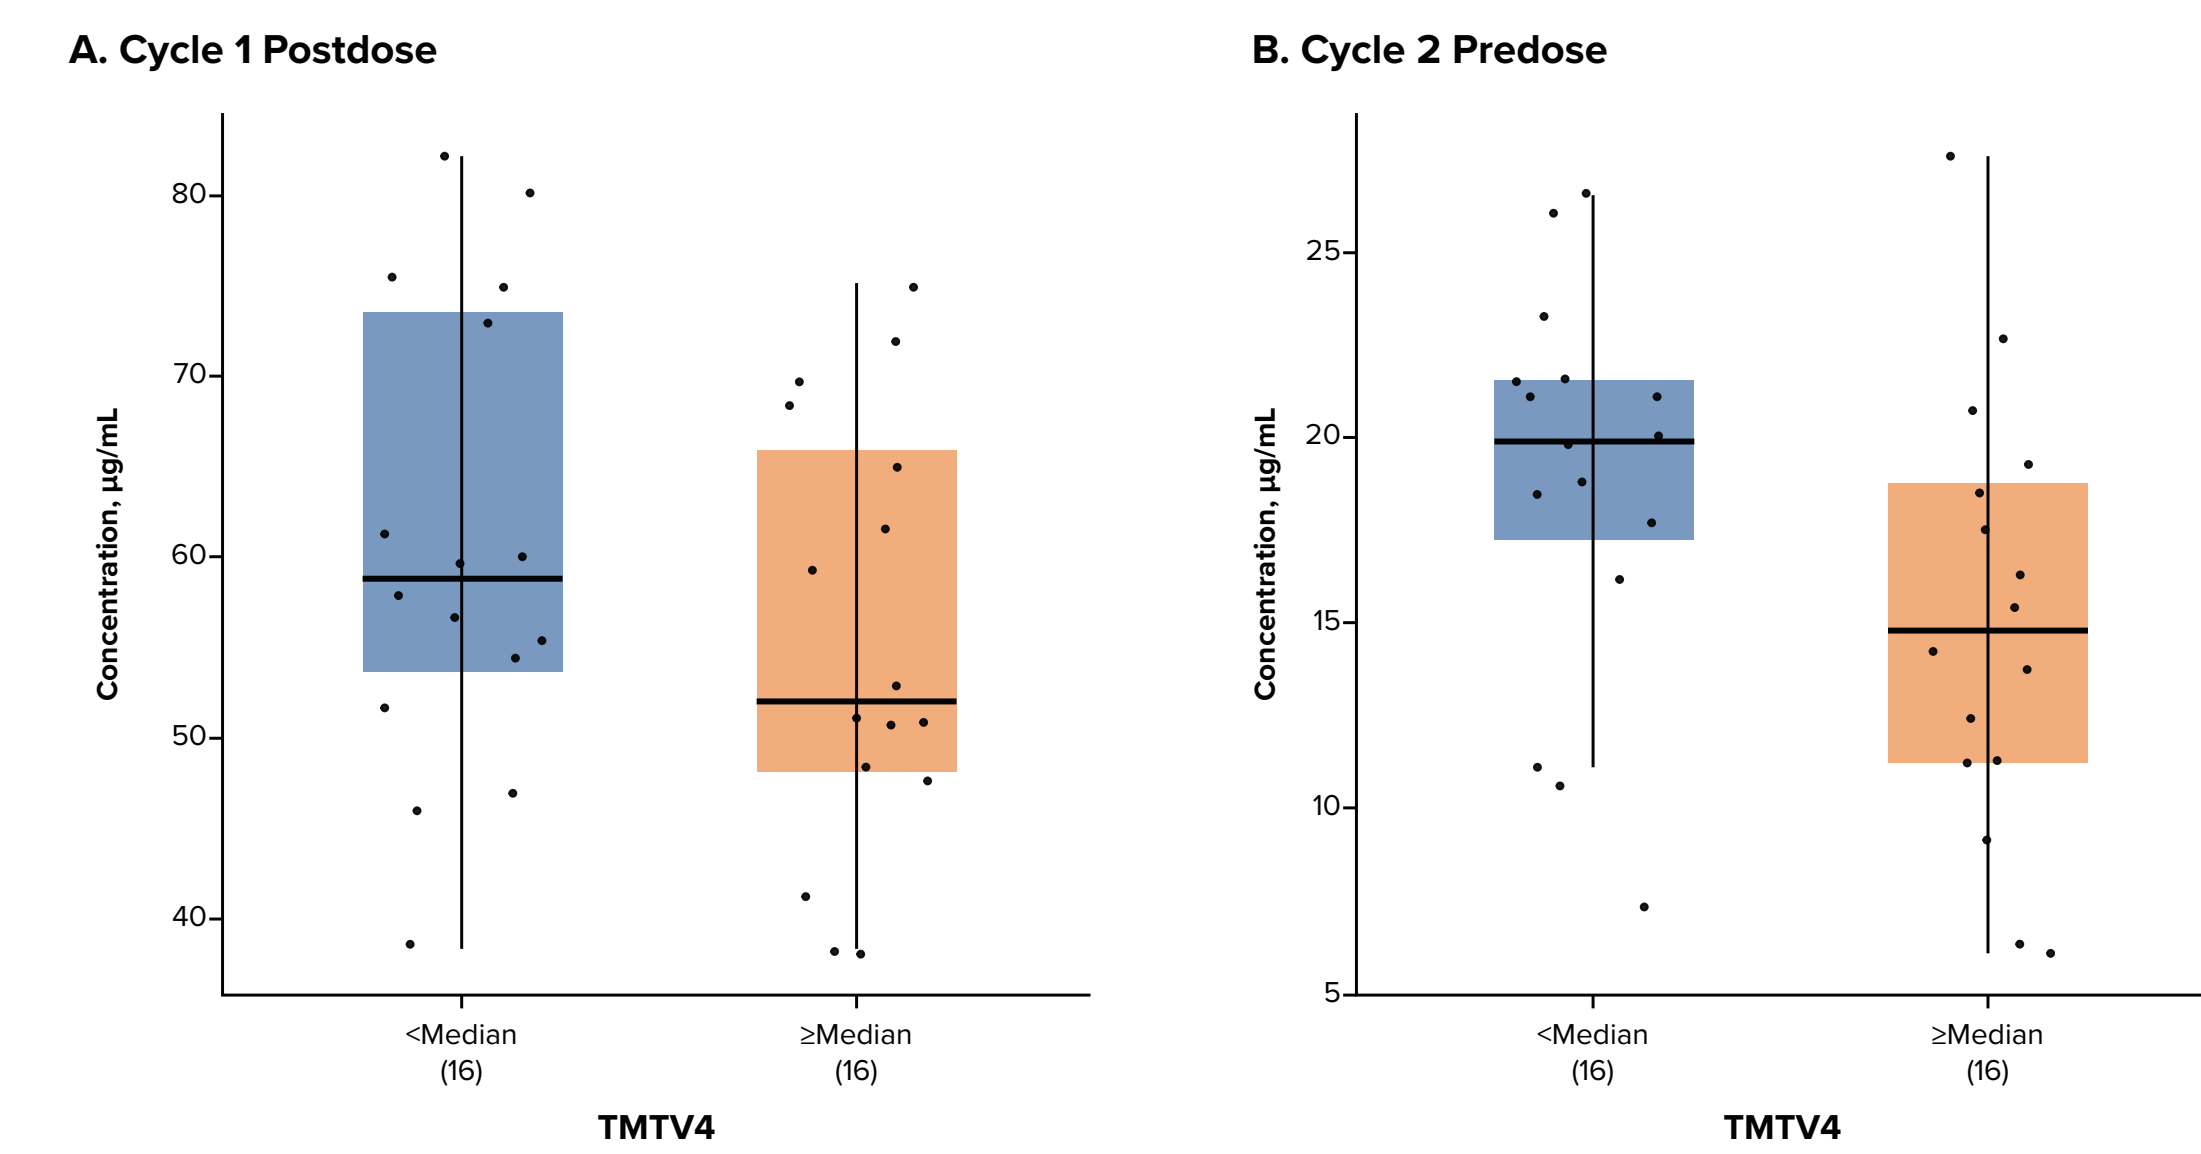 A. Cycle 1 Postdose
Concentration, µg/mL
80
70
60
50
40
<Median
(16)
≥Median
(16)
TMTV4
B. Cycle 2 Predose
Concentration, µg/mL
25
20
15
10
5
<Median
(16)
≥Median
(16)
TMTV4